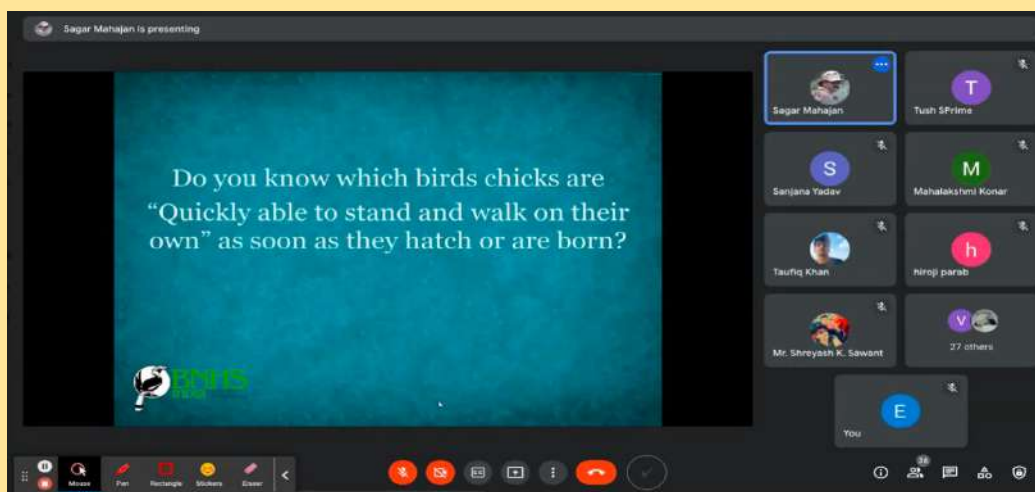 Sagar Mahajan is presenting
Do you know which birds chicks are
“Quickly able to stand and walk on their
own” as soon as they hatch or are born?
BNHS
INDIA
Sagar Mahajan
T
Tush SPrime
S
Sanjana Yadav
M
Mahalakshmi Konar
Taufiq Khan
h
hiroji parab
Mr. Shreyash K. Sawant
V
27 others
E
You
Mouse
Pen
Rectangle
Stickers
Eraser
36